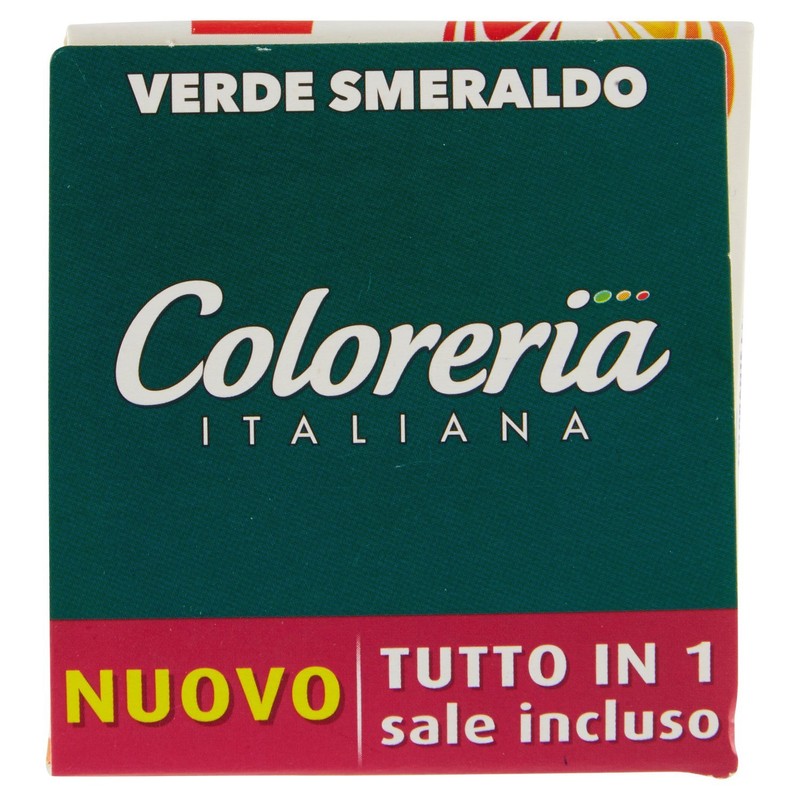 VERDE SMERALDO
Coloreria
ITALIANA
NUOVO
TUTTO IN 1
sale incluso